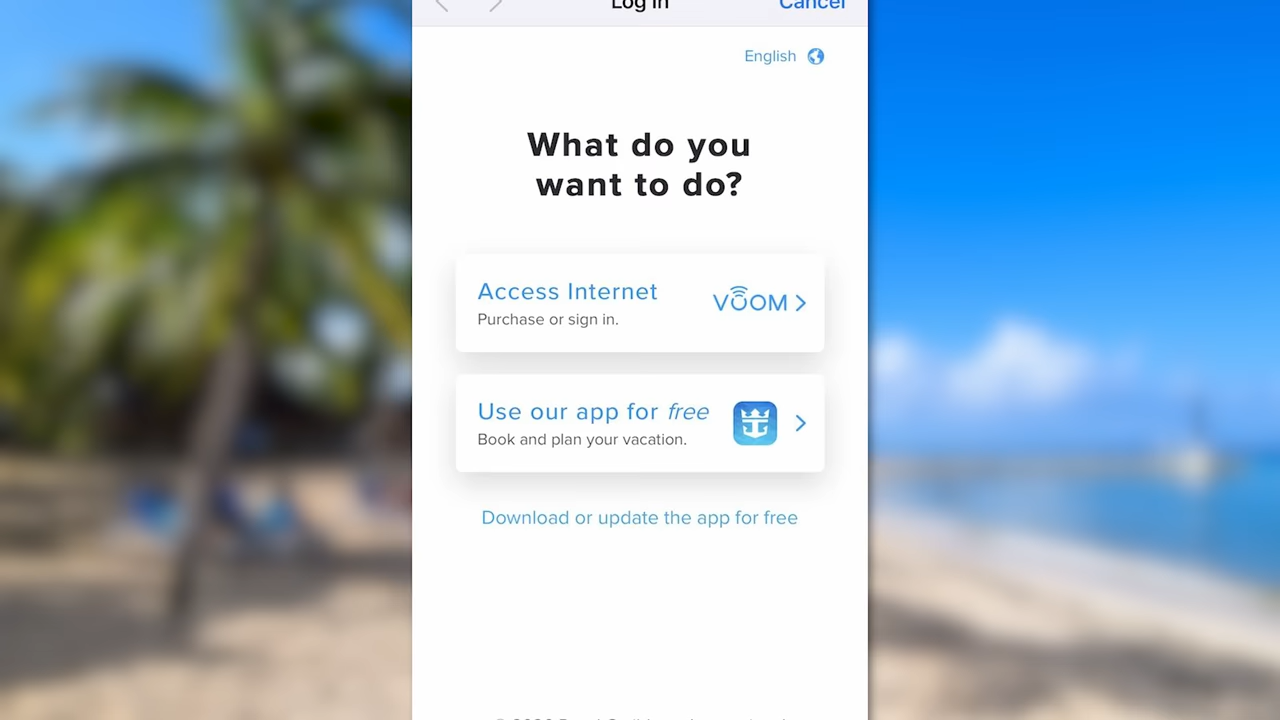 Log In
Cancel
English
What do you
want to do?
Access Internet
Purchase or sign in.
VOOM
Use our app for free
Book and plan your vacation.
Download or update the app for free